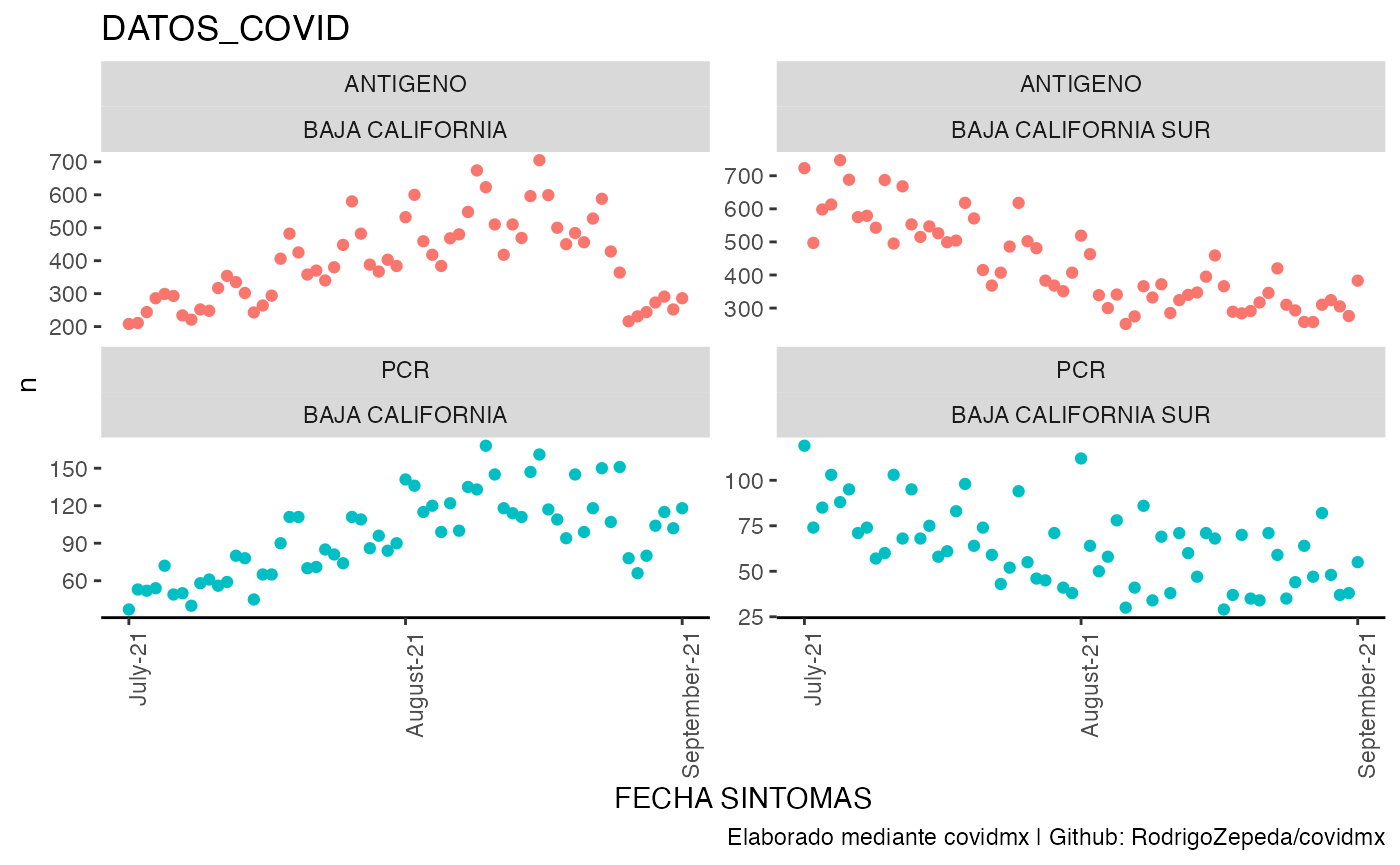 DATOS_COVID
ANTIGENO
BAJA CALIFORNIA
700
600
500
400
300
200
ANTIGENO
BAJA CALIFORNIA SUR
700
600
500
400
300
n
PCR
BAJA CALIFORNIA
150
120
90
60
PCR
BAJA CALIFORNIA SUR
100
75
50
25
July-21
August-21
September-21
July-21
August-21
September-21
FECHA SINTOMAS
Elaborado mediante covidmx | Github: RodrigoZepeda/covidmx